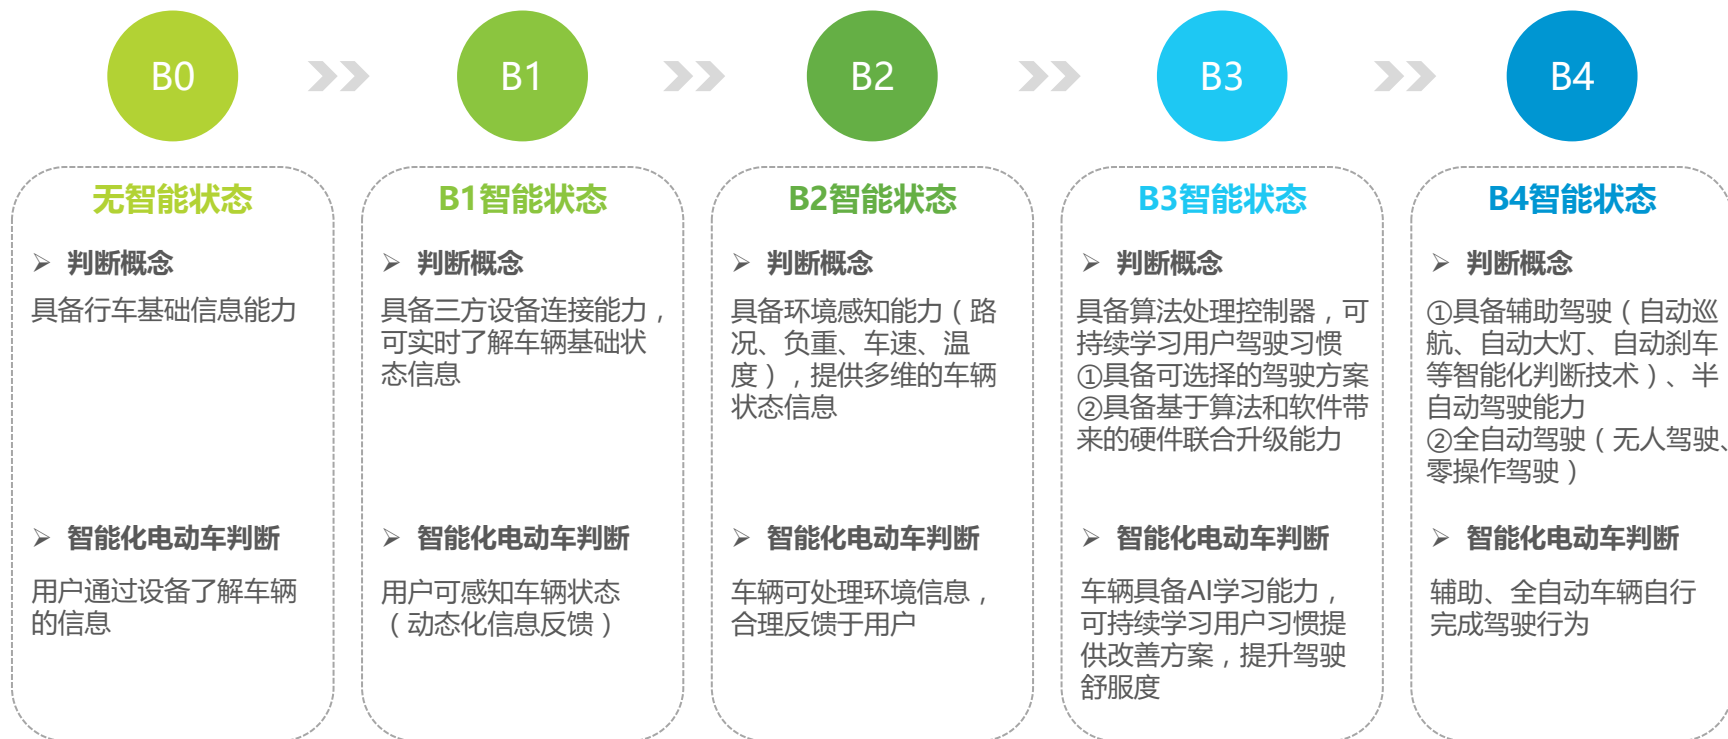 B0
B1
B2
B3
B4
无智能状态
➢ 判断概念
具备行车基础信息能力
➢ 智能化电动车判断
用户通过设备了解车辆
的信息
B1智能状态
➢ 判断概念
具备三方设备连接能力，
可实时了解车辆基础状
态信息
➢ 智能化电动车判断
用户可感知车辆状态
（动态化信息反馈）
B2智能状态
➢ 判断概念
具备环境感知能力（路
况、负重、车速、温
度），提供多维的车辆
状态信息
➢ 智能化电动车判断
车辆可处理环境信息，
合理反馈于用户
B3智能状态
➢ 判断概念
具备算法处理控制器，可
持续学习用户驾驶习惯
①具备可选择的驾驶方案
②具备基于算法和软件带
来的硬件联合升级能力
➢ 智能化电动车判断
车辆具备AI学习能力，
可持续学习用户习惯提
供改善方案，提升驾驶
舒服度
B4智能状态
➢ 判断概念
①具备辅助驾驶（自动巡
航、自动大灯、自动刹车
等智能化判断技术）、半
自动驾驶能力
②全自动驾驶（无人驾驶、
零操作驾驶）
➢ 智能化电动车判断
辅助、全自动车辆自行
完成驾驶行为